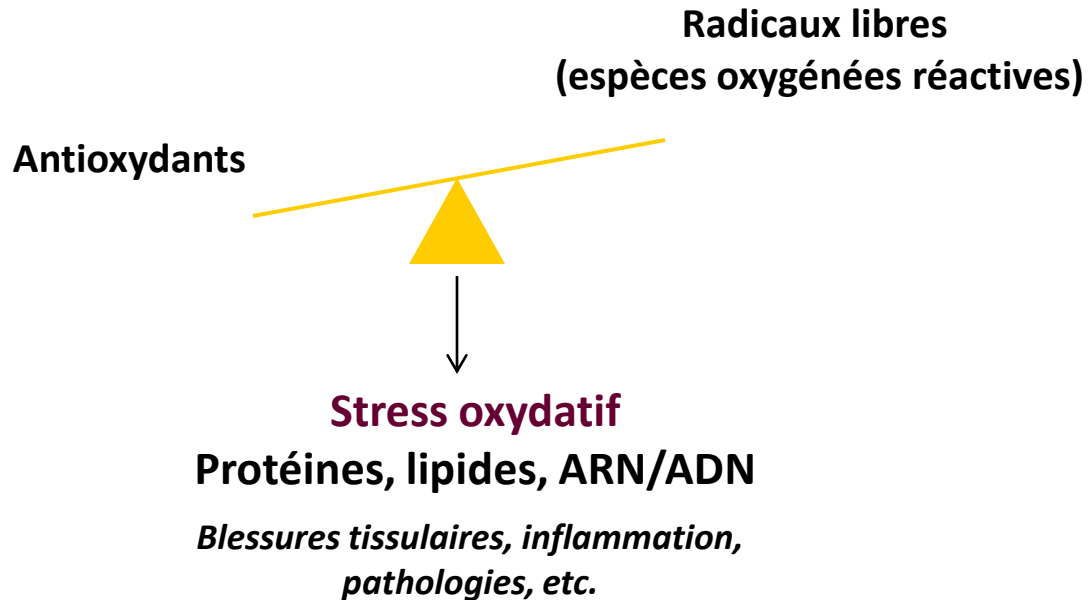 Radicaux libres
(espèces oxygénées réactives)
Antioxydants
Stress oxydatif
Protéines, lipides, ARN/ADN
Blessures tissulaires, inflammation,
pathologies, etc.